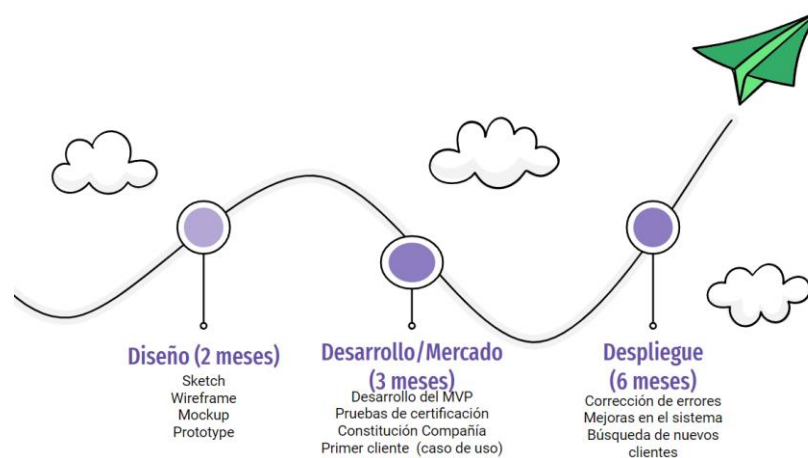 Diseño (2 meses)
Sketch
Wireframe
Mockup
Prototype
Desarrollo/Mercado
(3 meses)
Desarrollo del MVP
Pruebas de certificación
Constitución Compañía
Primer cliente (caso de uso)
Despliegue
(6 meses)
Corrección de errores
Mejoras en el sistema
Búsqueda de nuevos
clientes